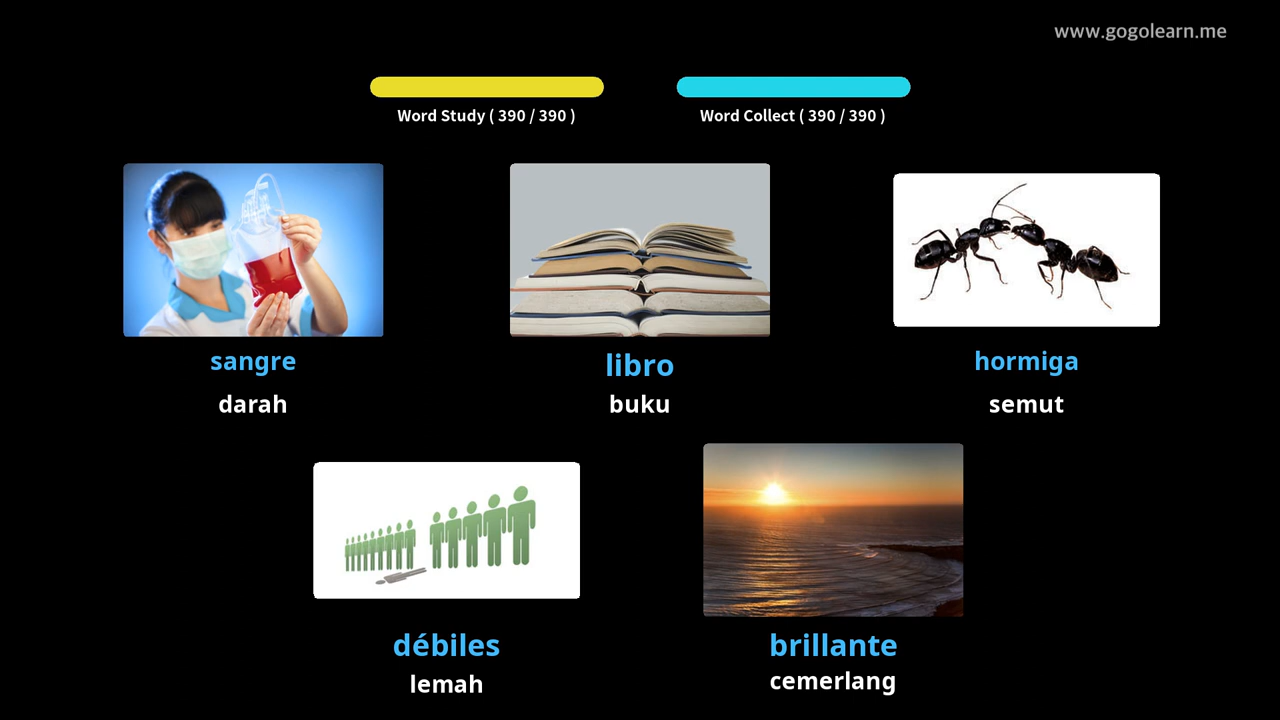 www.gogolearn.me
Word Study ( 390 / 390 )
Word Collect ( 390 / 390 )
sangre
darah
libro
buku
hormiga
semut
débiles
lemah
brillante
cemerlang